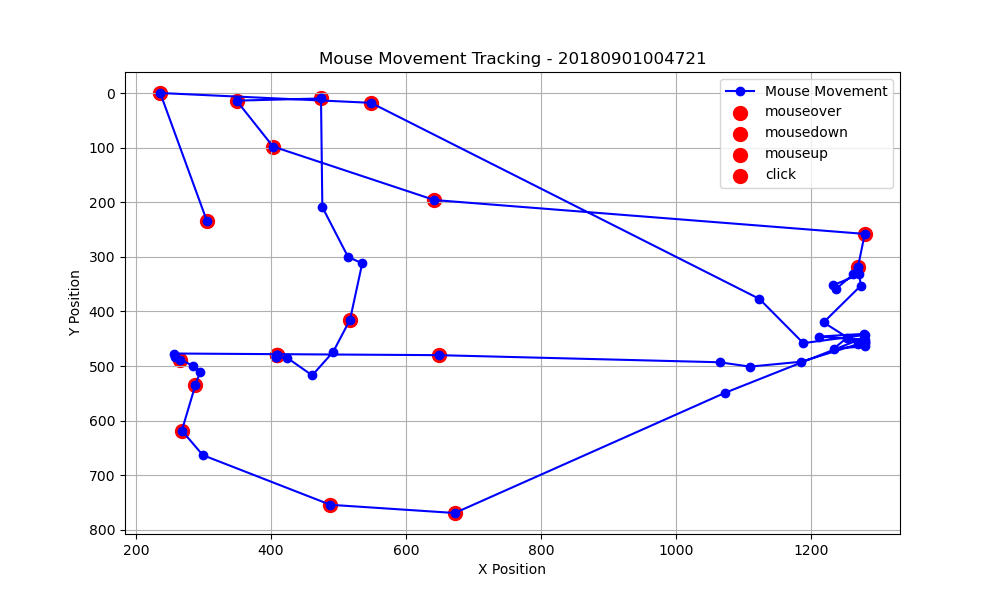 Mouse Movement Tracking - 20180901004721
Mouse Movement
mouseover
mousedown
mouseup
click
Y Position
0
100
200
300
400
500
600
700
800
200 400 600 800 1000 1200
X Position